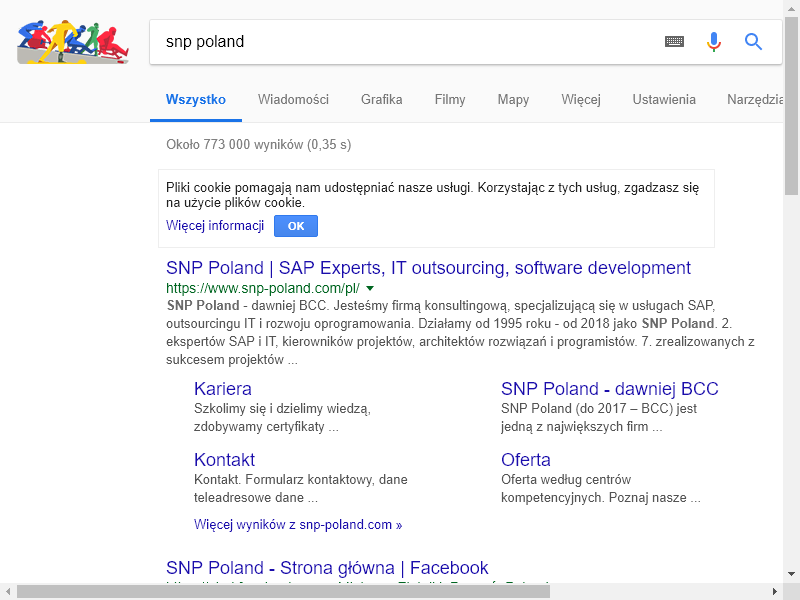 snp poland
Wszystko Wiadomości Grafika Filmy Mapy Więcej Ustawienia Narzędzia
Około 773 000 wyników (0,35 s)
Pliki cookie pomagają nam udostępniać nasze usługi. Korzystając z tych usług, zgadzasz się
na użycie plików cookie.
Więcej informacji OK
SNP Poland | SAP Experts, IT outsourcing, software development
https://www.snp-poland.com/pl/
SNP Poland - dawniej BCC. Jesteśmy firmą konsultingową, specjalizującą się w usługach SAP,
outsourcingu IT i rozwoju oprogramowania. Działamy od 1995 roku - od 2018 jako SNP Poland. 2.
ekspertów SAP i IT, kierowników projektów, architektów rozwiązań i programistów. 7. zrealizowanych z
sukcesem projektów ...
Kariera
Szkolimy się i dzielimy wiedzą,
zdobywamy certyfikaty ...
SNP Poland - dawniej BCC
SNP Poland (do 2017 – BCC) jest
jedną z największych firm ...
Kontakt
Kontakt. Formularz kontaktowy, dane
teleadresowe dane ...
Oferta
Oferta według centrów
kompetencyjnych. Poznaj nasze ...
Więcej wyników z snp-poland.com »
SNP Poland - Strona główna | Facebook